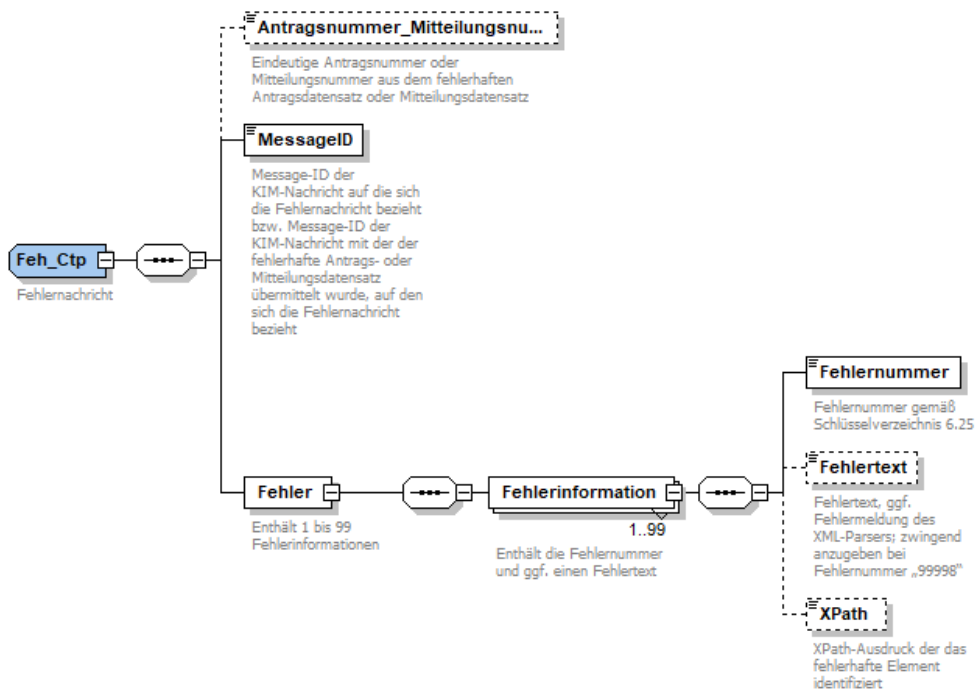 Antragsnummer_Mitteilungsnu...
Eindeutige Antragsnummer oder
Mitteilungsnummer aus dem fehlerhaften
Antragsdatensatz oder Mitteilungsdatensatz
MessageID
Message-ID der
KIM-Nachricht auf die sich
die Fehlernachricht bezieht
bzw. Message-ID der
KIM-Nachricht mit der der
fehlerhafte Antrags- oder
Mitteilungsdatensatz
übermittelt wurde, auf den
sich die Fehlernachricht
bezieht
Feh_Ctp
Fehlernachricht
Fehler
Enthält 1 bis 99
Fehlerinformationen
Fehlerinformation
1..99
Enthält die Fehlernummer
und ggf. einen Fehlertext
Fehlernummer
Fehlernummer gemäß
Schlüsselverzeichnis 6.25
Fehlertext
Fehlertext, ggf.
Fehlermeldung des
XML-Parsers; zwingend
anzugeben bei
Fehlernummer „99998“
XPath
XPath-Ausdruck der das
fehlerhafte Element
identifiziert